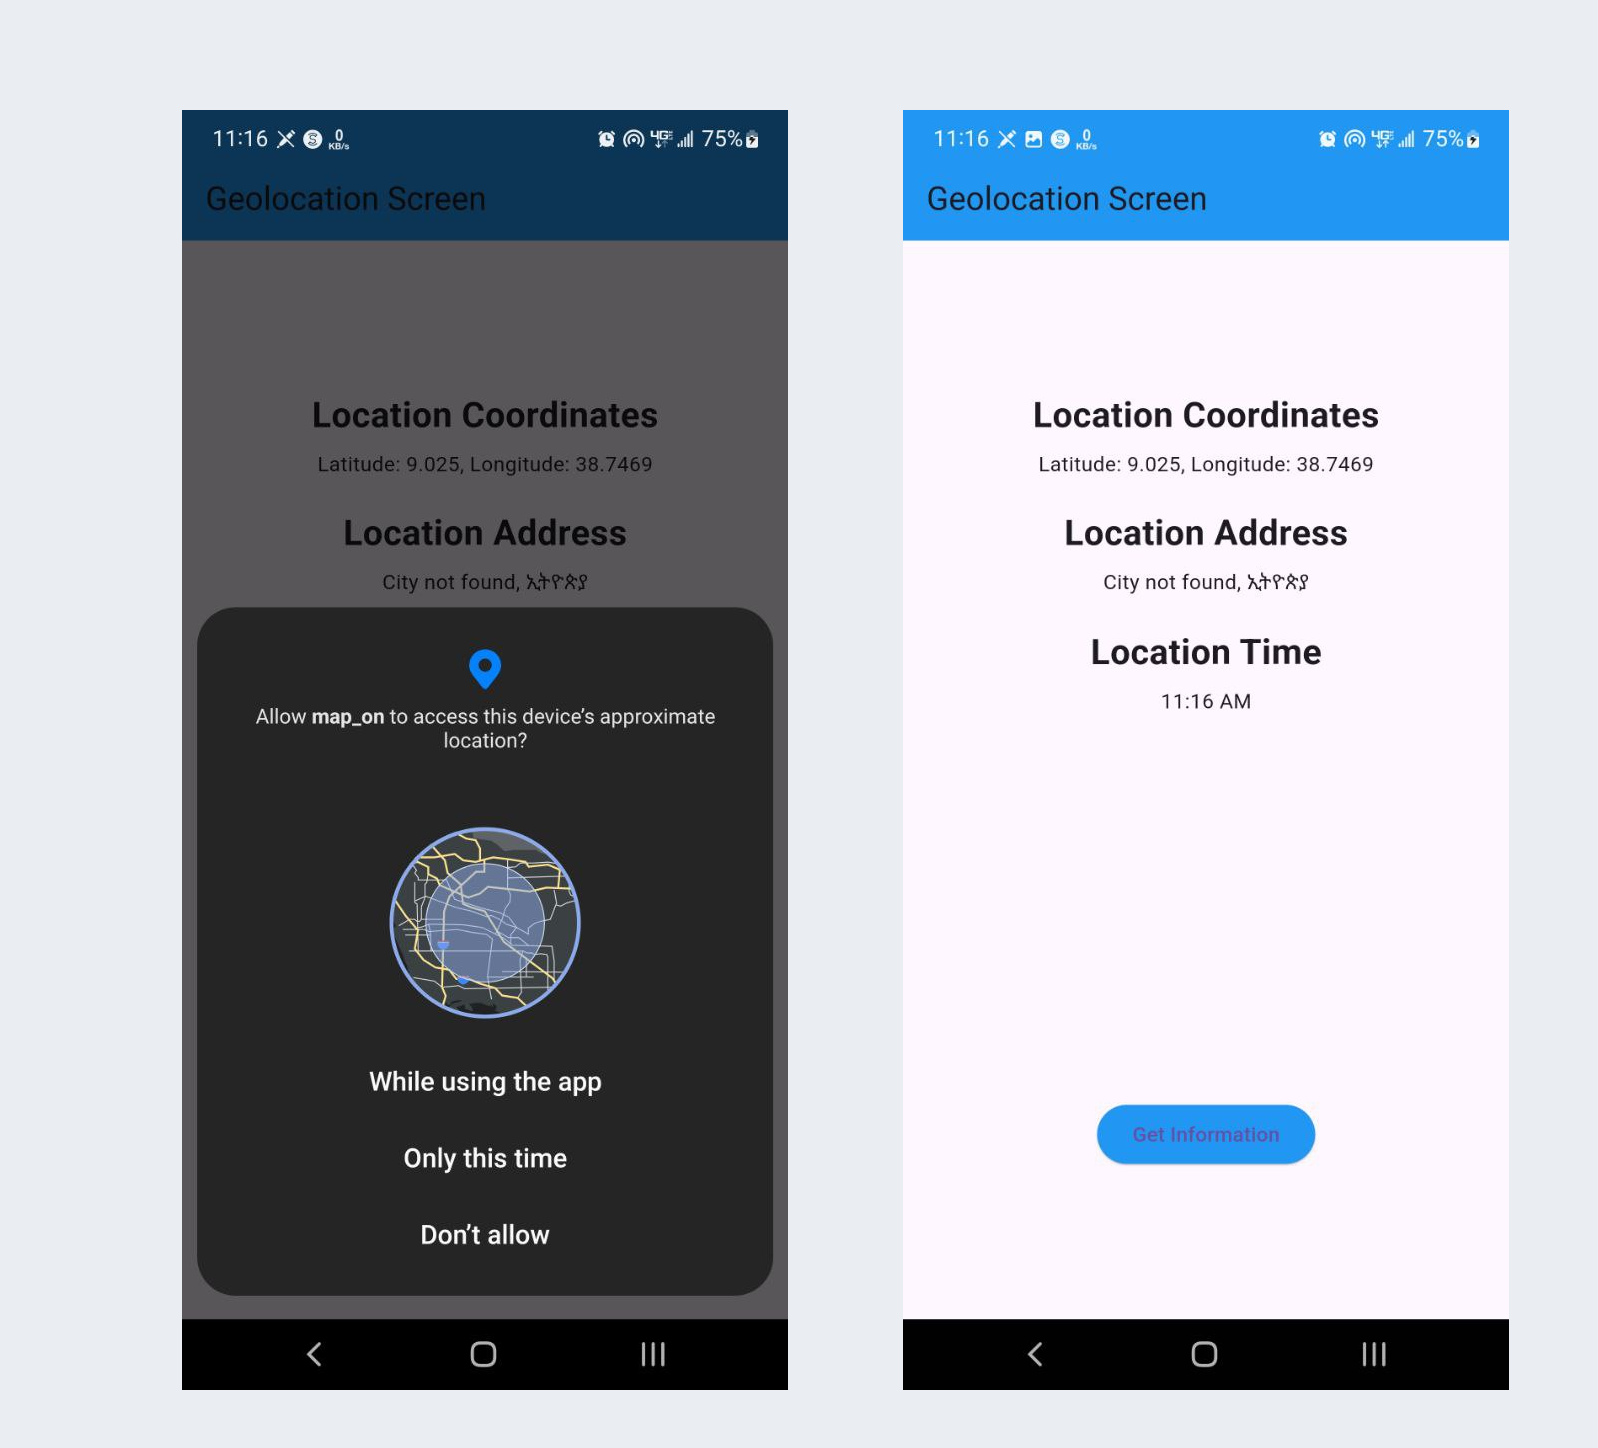 11:16 0 KB/s 4G 75%
Geolocation Screen
Location Coordinates
Latitude: 9.025, Longitude: 38.7469
Location Address
City not found, ኢትዮጵያ
Allow map_on to access this device’s approximate
location?
While using the app
Only this time
Don’t allow
11:16 0 KB/s 4G 75%
Geolocation Screen
Location Coordinates
Latitude: 9.025, Longitude: 38.7469
Location Address
City not found, ኢትዮጵያ
Location Time
11:16 AM
Get Information